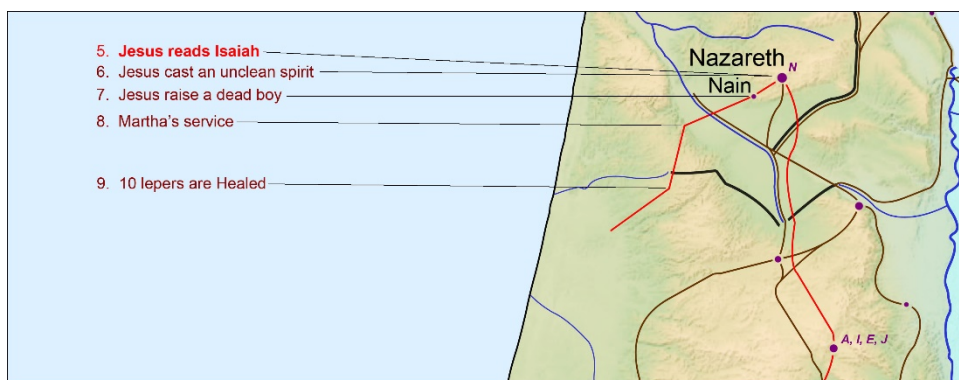 5. Jesus reads Isaiah
6. Jesus cast an unclean spirit
7. Jesus raise a dead boy
8. Martha's service
9. 10 lepers are Healed
Nazareth
N
Nain
A, I, E, J